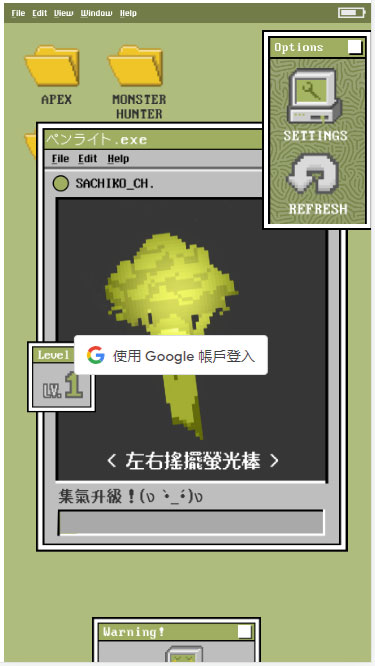 File Edit View Window Help
Options
APEX
MONSTER
HUNTER
SETTINGS
REFRESH
ペンライト.exe
File Edit Help
SACHIKO_CH.
使用 Google 帳戶登入
Level
LV.1
< 左右搖擺螢光棒 >
集氣升級!(ง •̀_•́)ง
Warning!